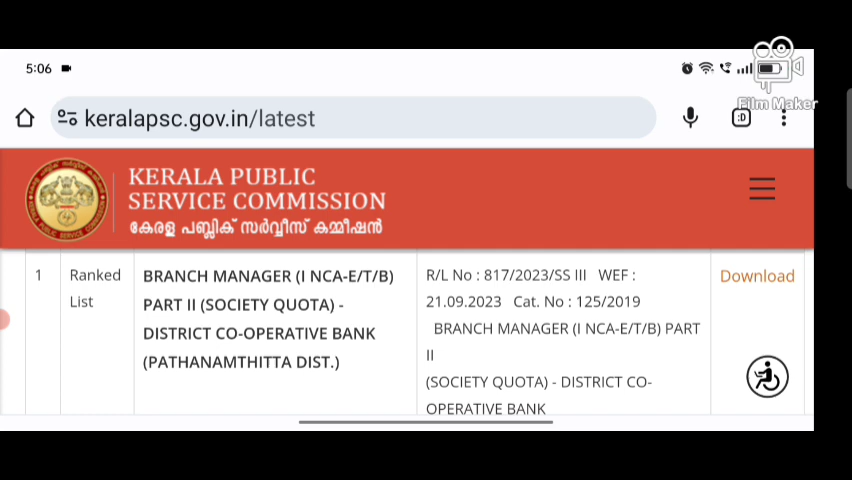 5:06
Film Maker
keralapsc.gov.in/latest
:D
KERALA PUBLIC
SERVICE COMMISSION
കേരള പബ്ലിക് സർവ്വീസ് കമ്മീഷൻ
1
Ranked
List
BRANCH MANAGER (I NCA-E/T/B)
PART II (SOCIETY QUOTA) -
DISTRICT CO-OPERATIVE BANK
(PATHANAMTHITTA DIST.)
R/L No : 817/2023/SS III WEF :
21.09.2023 Cat. No : 125/2019
BRANCH MANAGER (I NCA-E/T/B) PART
II
(SOCIETY QUOTA) - DISTRICT CO-
OPERATIVE BANK
Download